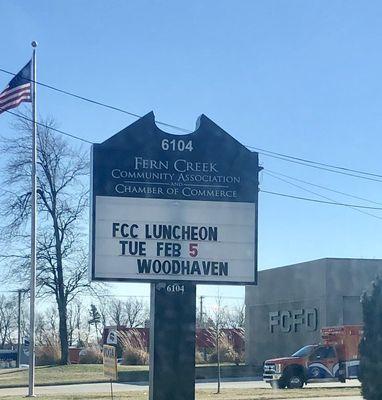 6104
FERN CREEK
COMMUNITY ASSOCIATION
AND
CHAMBER OF COMMERCE
FCC LUNCHEON
TUE FEB 5
WOODHAVEN
6104
FCFD